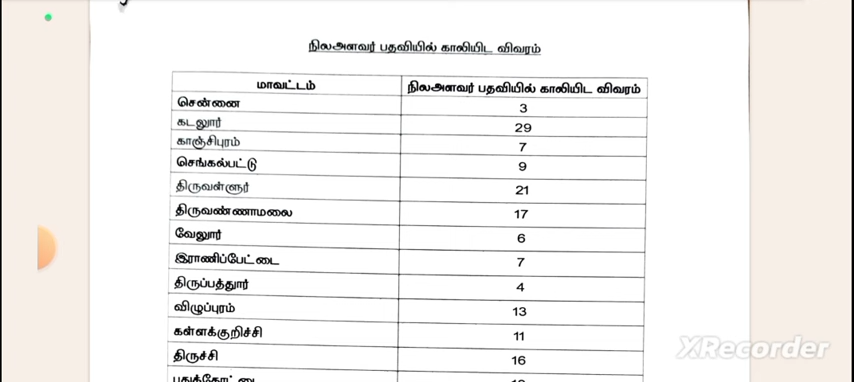 நிலஅளவர் பதவியில் காலியிட விவரம்
மாவட்டம் நிலஅளவர் பதவியில் காலியிட விவரம்
சென்னை 3
கடலூர் 29
காஞ்சிபுரம் 7
செங்கல்பட்டு 9
திருவள்ளூர் 21
திருவண்ணாமலை 17
வேலூர் 6
இராணிப்பேட்டை 7
திருப்பத்தூர் 4
விழுப்புரம் 13
கள்ளக்குறிச்சி 11
திருச்சி 16
XRecorder